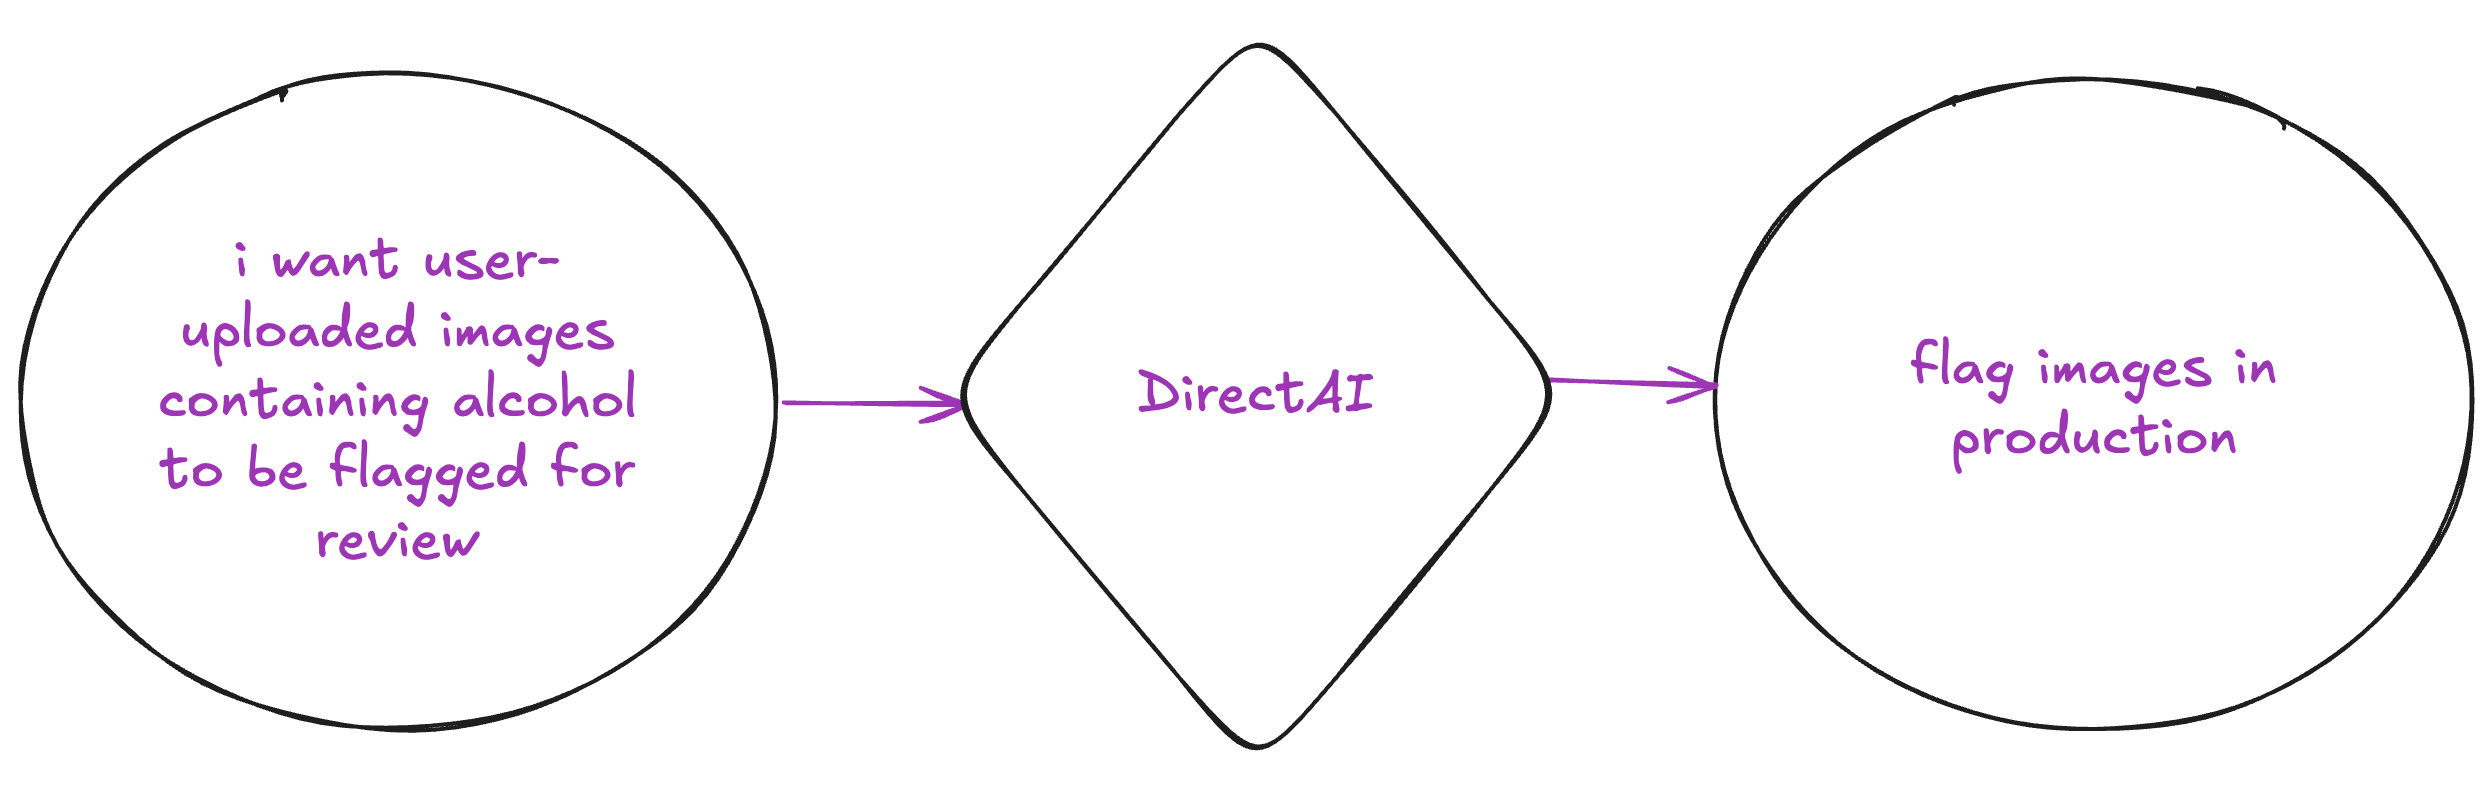 i want user-
uploaded images
containing alcohol
to be flagged for
review
DirectAI
flag images in
production